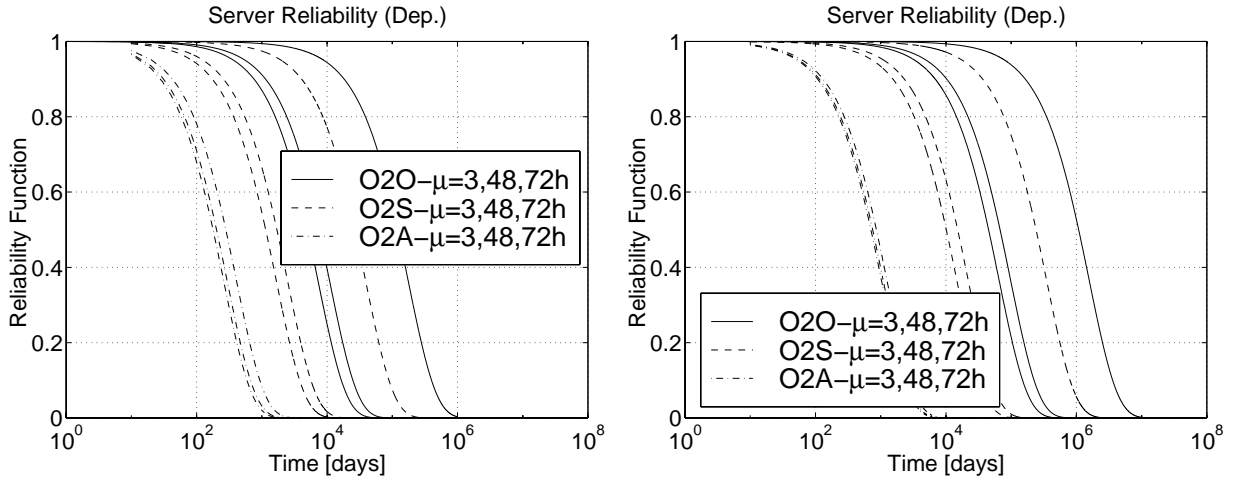 Server Reliability (Dep.)
1
0.8
0.6
0.4
0.2
0
Reliability Function
O2O−μ=3,48,72h
O2S−μ=3,48,72h
O2A−μ=3,48,72h
10^0 10^2 10^4 10^6 10^8
Time [days]
Server Reliability (Dep.)
1
0.8
0.6
0.4
0.2
0
Reliability Function
O2O−μ=3,48,72h
O2S−μ=3,48,72h
O2A−μ=3,48,72h
10^0 10^2 10^4 10^6 10^8
Time [days]